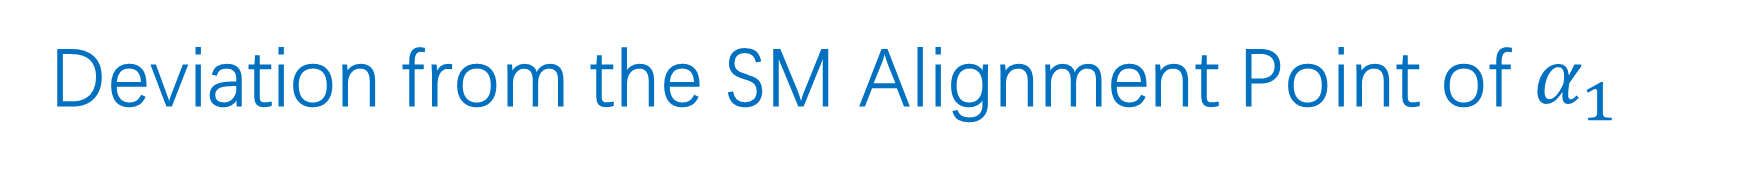 Deviation from the SM Alignment Point of α₁